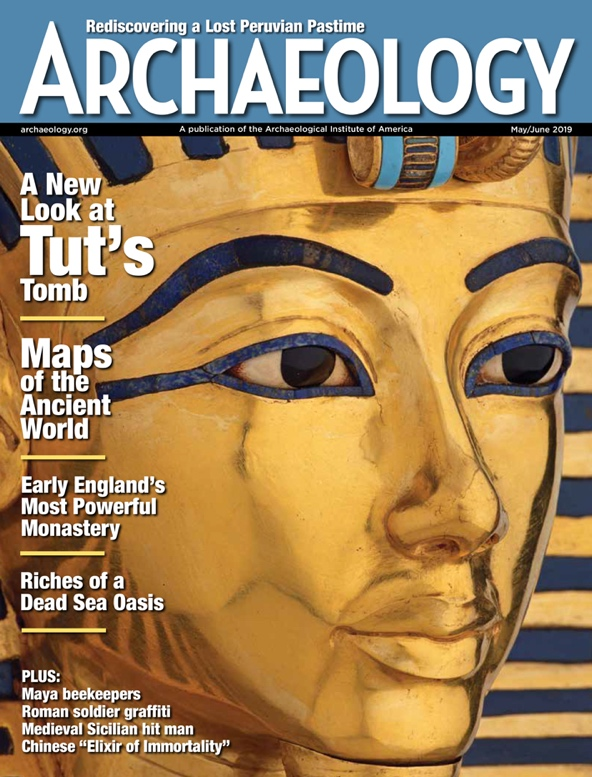 Rediscovering a Lost Peruvian Pastime
ARCHAEOLOGY
archaeology.org
A publication of the Archaeological Institute of America
May/June 2019
A New
Look at
Tut's
Tomb
Maps
of the
Ancient
World
Early England's
Most Powerful
Monastery
Riches of a
Dead Sea Oasis
PLUS:
Maya beekeepers
Roman soldier graffiti
Medieval Sicilian hit man
Chinese "Elixir of Immortality"